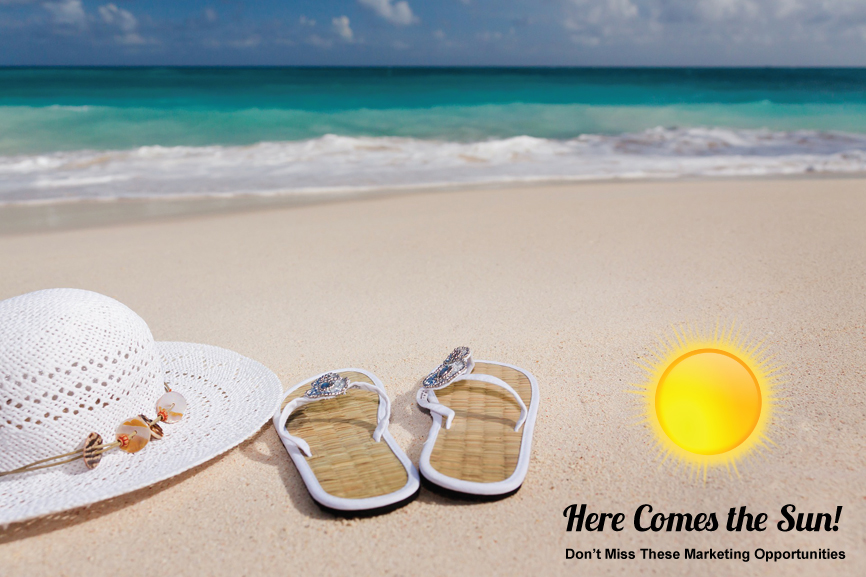 Here Comes the Sun!
Don't Miss These Marketing Opportunities